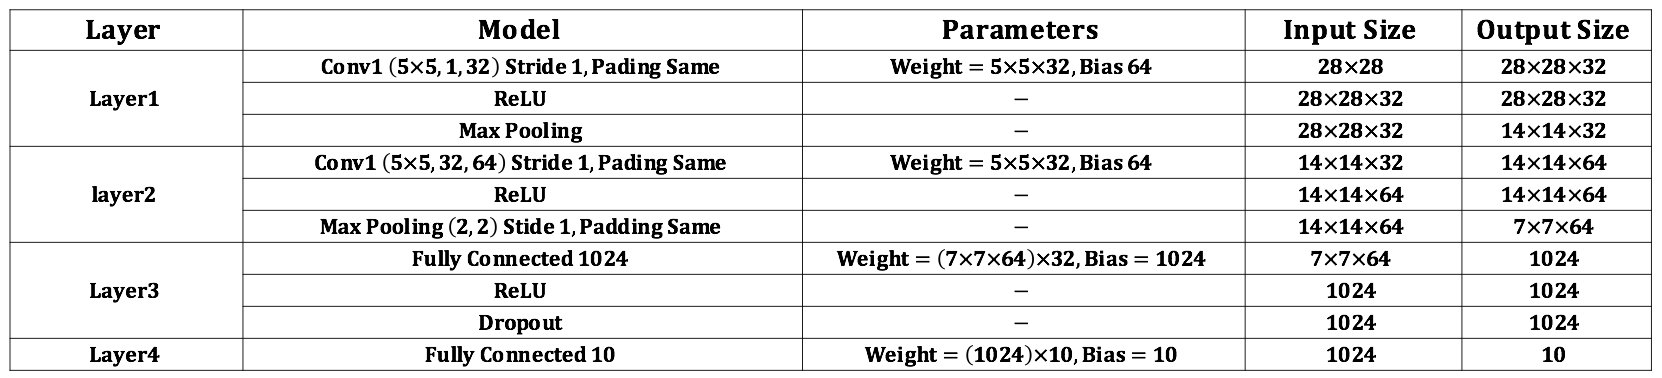 Layer Model Parameters Input Size Output Size
Conv1 (5×5, 1, 32) Stride 1, Pading Same Weight = 5×5×32, Bias 64 28×28 28×28×32
Layer1 ReLU − 28×28×32 28×28×32
Max Pooling − 28×28×32 14×14×32
Conv1 (5×5, 32, 64) Stride 1, Pading Same Weight = 5×5×32, Bias 64 14×14×32 14×14×64
layer2 ReLU − 14×14×64 14×14×64
Max Pooling (2, 2) Stide 1, Padding Same − 14×14×64 7×7×64
Fully Connected 1024 Weight = (7×7×64)×32, Bias = 1024 7×7×64 1024
Layer3 ReLU − 1024 1024
Dropout − 1024 1024
Layer4 Fully Connected 10 Weight = (1024)×10, Bias = 10 1024 10